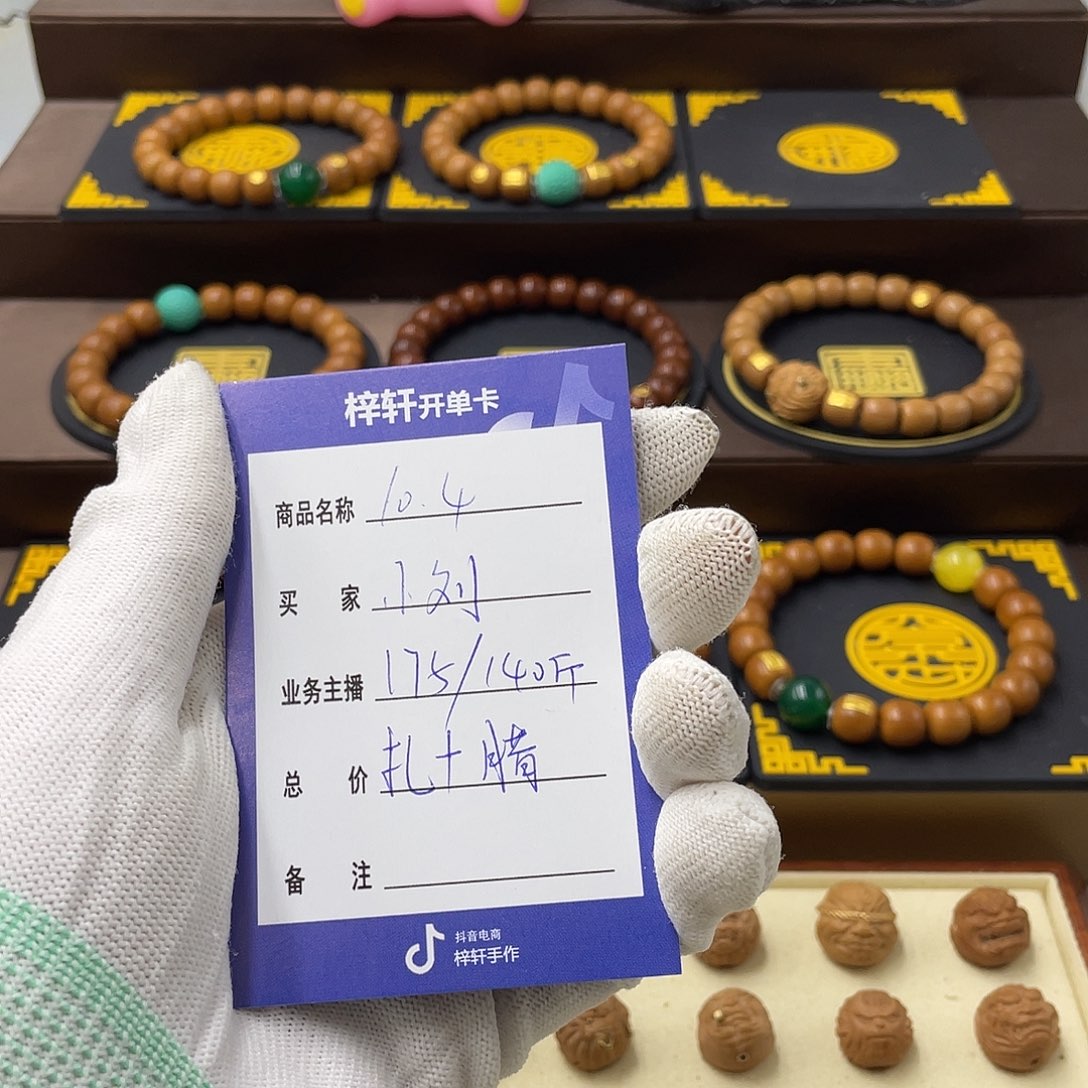 梓轩开单卡
商品名称 10.4
买 家 小刘
业务主播 175/140斤
总 价 扎十腊
备 注
抖音电商
梓轩手作